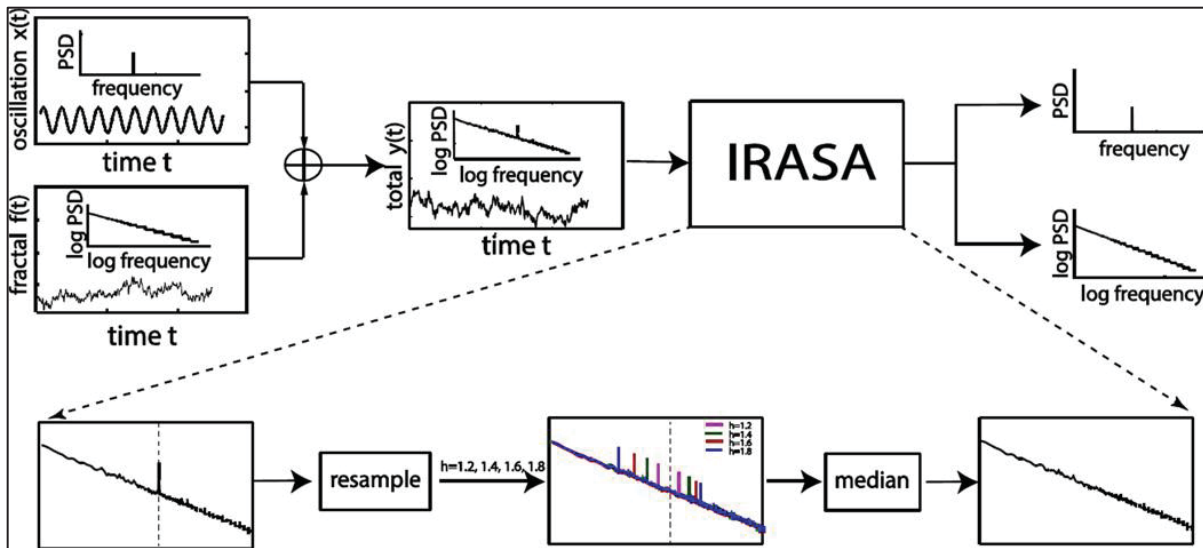 oscillation x(t)
PSD
frequency
time t
fractal f(t)
log PSD
log frequency
time t
total y(t)
log PSD
log frequency
time t
IRASA
PSD
frequency
log PSD
log frequency
resample
h=1.2, 1.4, 1.6, 1.8
h=1.2
h=1.4
h=1.6
h=1.8
median